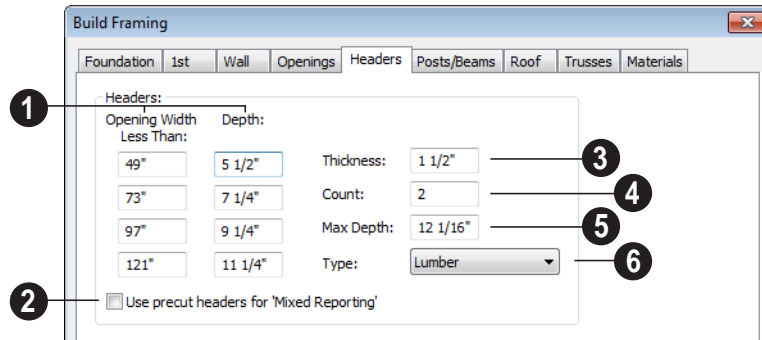 Build Framing
Foundation 1st Wall Openings Headers Posts/Beams Roof Trusses Materials
Headers:
1 Opening Width Less Than: Depth:
49" 5 1/2" Thickness: 1 1/2" 3
73" 7 1/4" Count: 2 4
97" 9 1/4" Max Depth: 12 1/16" 5
121" 11 1/4" Type: Lumber 6
2 Use precut headers for 'Mixed Reporting'